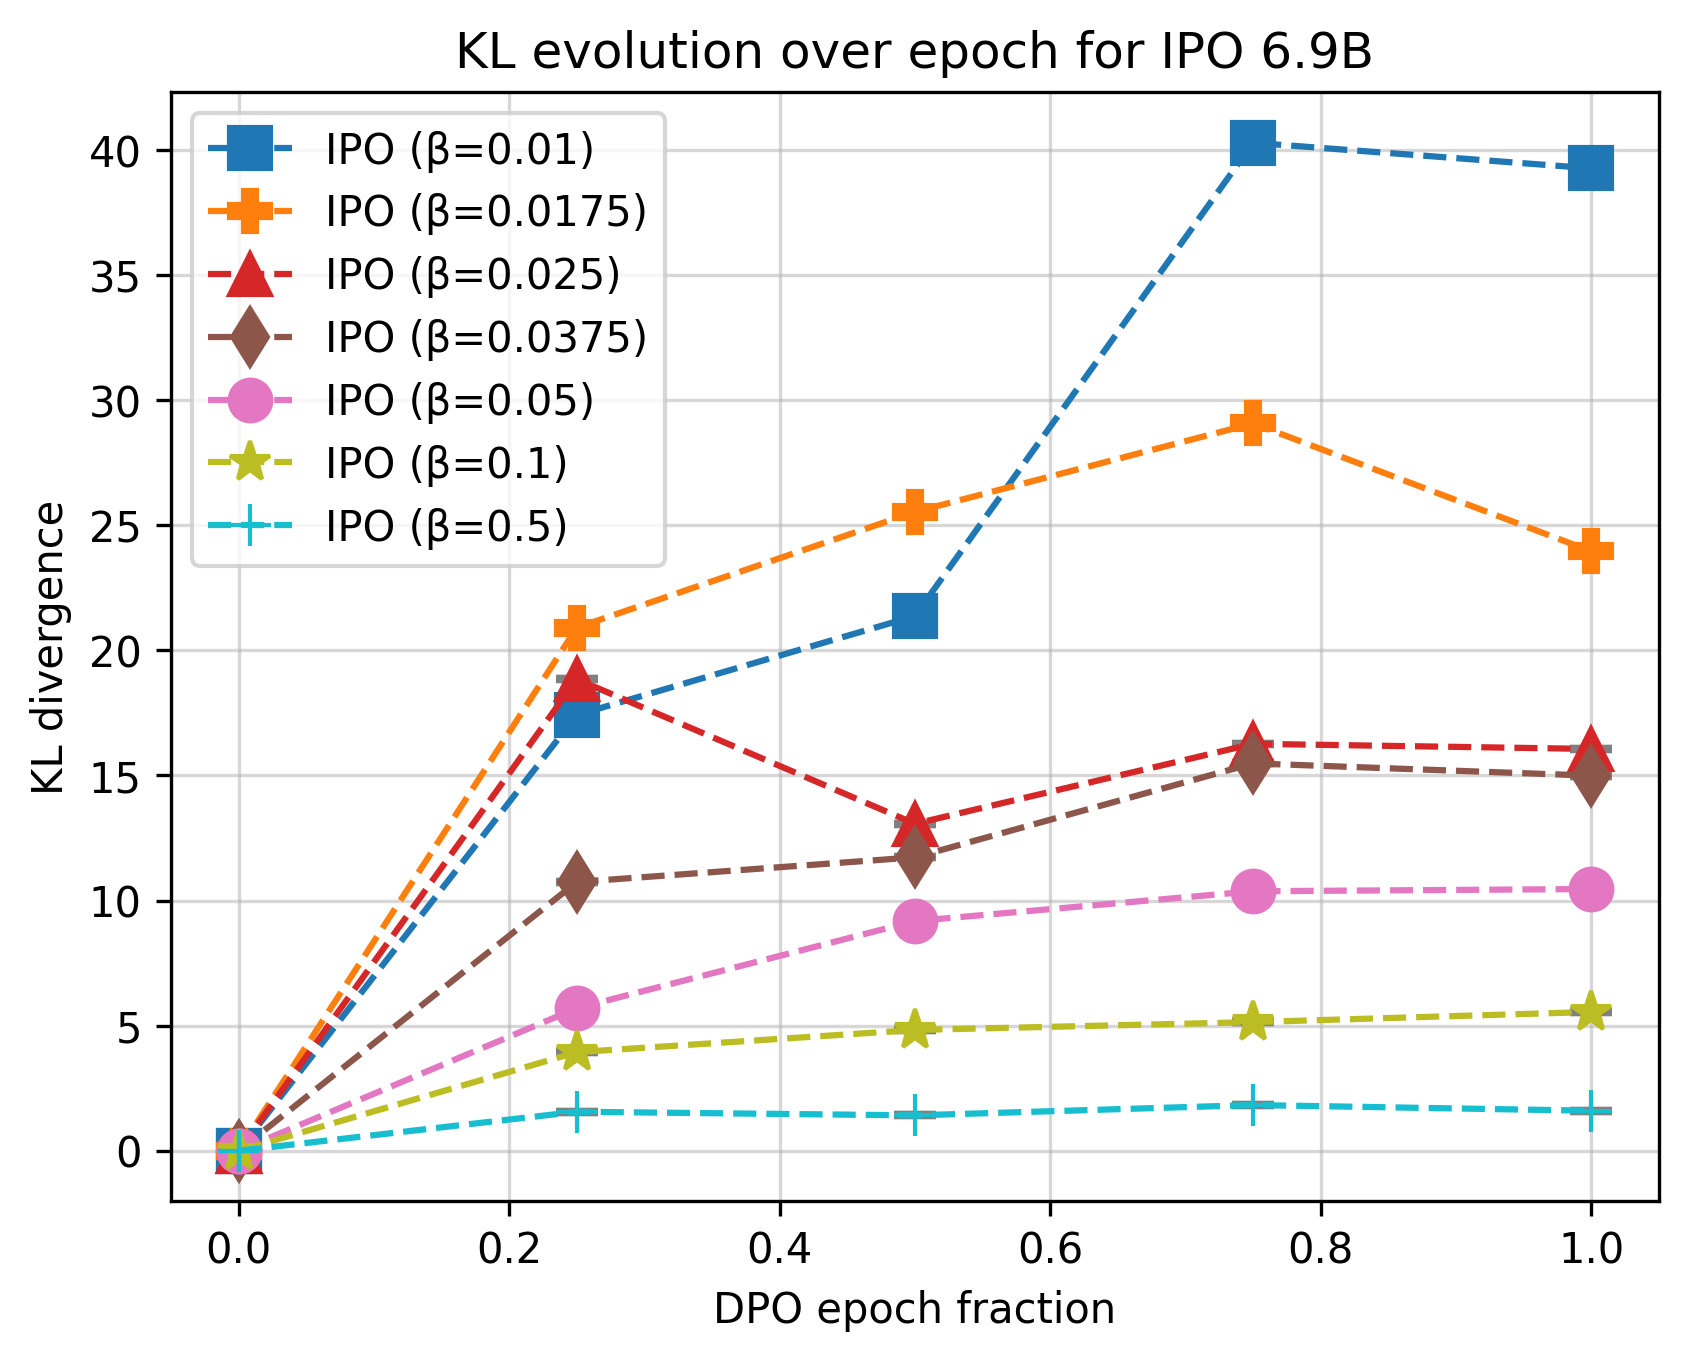 KL evolution over epoch for IPO 6.9B
IPO (β=0.01)
IPO (β=0.0175)
IPO (β=0.025)
IPO (β=0.0375)
IPO (β=0.05)
IPO (β=0.1)
IPO (β=0.5)
KL divergence
40
35
30
25
20
15
10
5
0
0.0 0.2 0.4 0.6 0.8 1.0
DPO epoch fraction